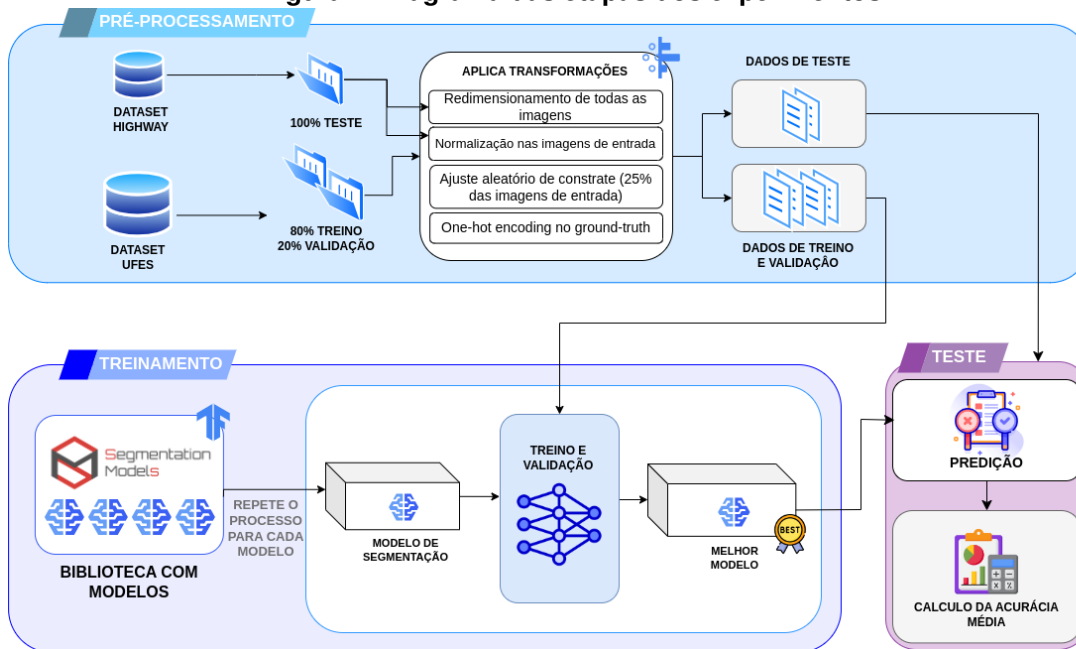 PRÉ-PROCESSAMENTO
DATASET
HIGHWAY
100% TESTE
DATASET
UFES
80% TREINO
20% VALIDAÇÃO
APLICA TRANSFORMAÇÕES
Redimensionamento de todas as
imagens
Normalização nas imagens de entrada
Ajuste aleatório de constrate (25%
das imagens de entrada)
One-hot encoding no ground-truth
DADOS DE TESTE
DADOS DE TREINO
E VALIDAÇÂO
TREINAMENTO
Segmentation
Models
BIBLIOTECA COM
MODELOS
REPETE O
PROCESSO
PARA CADA
MODELO
MODELO DE
SEGMENTAÇÃO
TREINO E
VALIDAÇÃO
BEST
MELHOR
MODELO
TESTE
PREDIÇÃO
CALCULO DA ACURÁCIA
MÉDIA